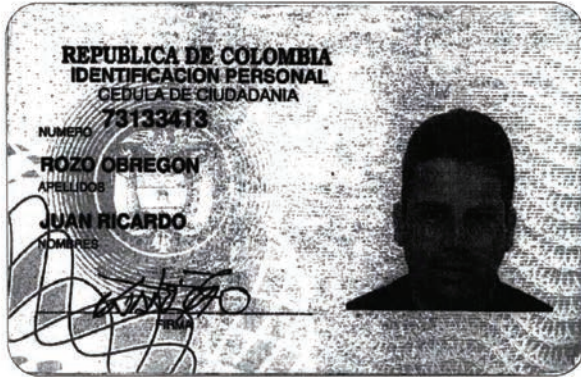 REPUBLICA DE COLOMBIA
IDENTIFICACION PERSONAL
CEDULA DE CIUDADANIA
NUMERO 73133413
ROZO OBREGON
APELLIDOS
JUAN RICARDO
NOMBRES
FIRMA